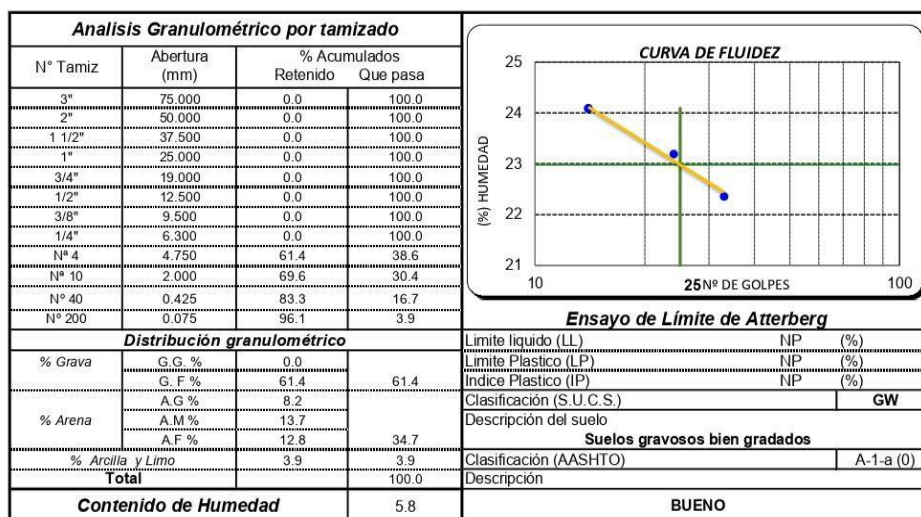 Analisis Granulométrico por tamizado
N° Tamiz Abertura (mm) % Acumulados
Retenido Que pasa
3" 75.000 0.0 100.0
2" 50.000 0.0 100.0
1 1/2" 37.500 0.0 100.0
1" 25.000 0.0 100.0
3/4" 19.000 0.0 100.0
1/2" 12.500 0.0 100.0
3/8" 9.500 0.0 100.0
1/4" 6.300 0.0 100.0
Nª 4 4.750 61.4 38.6
Nª 10 2.000 69.6 30.4
Nº 40 0.425 83.3 16.7
Nº 200 0.075 96.1 3.9
Distribución granulométrico
% Grava G.G. % 0.0
G. F % 61.4 61.4
% Arena A.G % 8.2
A.M % 13.7
A.F % 12.8 34.7
% Arcilla y Limo 3.9 3.9
Total 100.0
Contenido de Humedad 5.8
CURVA DE FLUIDEZ
(%) HUMEDAD
25
24
23
22
21
10 25 Nº DE GOLPES 100
Ensayo de Límite de Atterberg
Limite liquido (LL) NP (%)
Limite Plastico (LP) NP (%)
Indice Plastico (IP) NP (%)
Clasificación (S.U.C.S.) GW
Descripción del suelo
Suelos gravosos bien gradados
Clasificación (AASHTO) A-1-a (0)
Descripción
BUENO